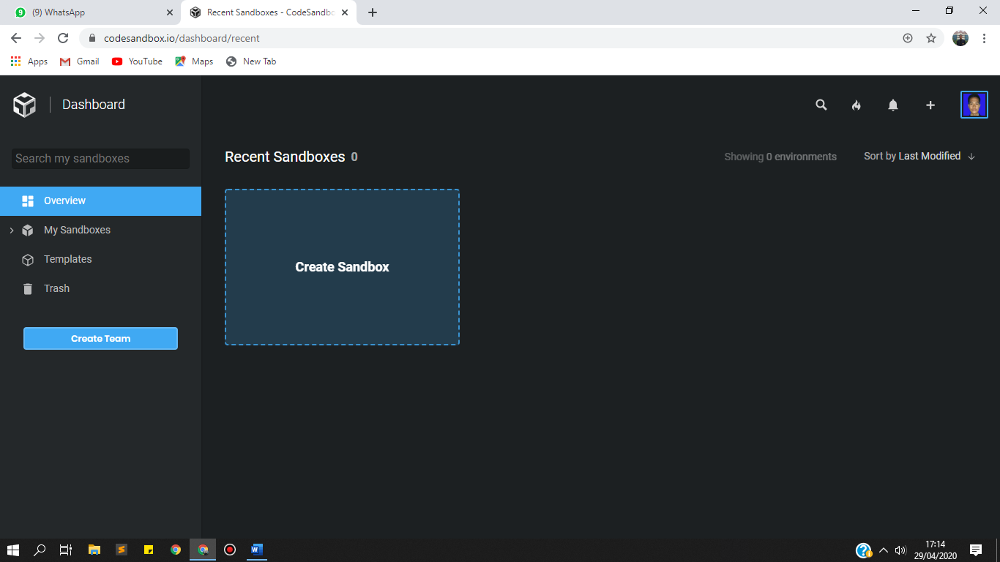 (9) WhatsApp
Recent Sandboxes - CodeSandbo
codesandbox.io/dashboard/recent
Apps
Gmail
YouTube
Maps
New Tab
Dashboard
Search my sandboxes
Overview
My Sandboxes
Templates
Trash
Create Team
Recent Sandboxes 0
Showing 0 environments
Sort by Last Modified
Create Sandbox
17:14
29/04/2020